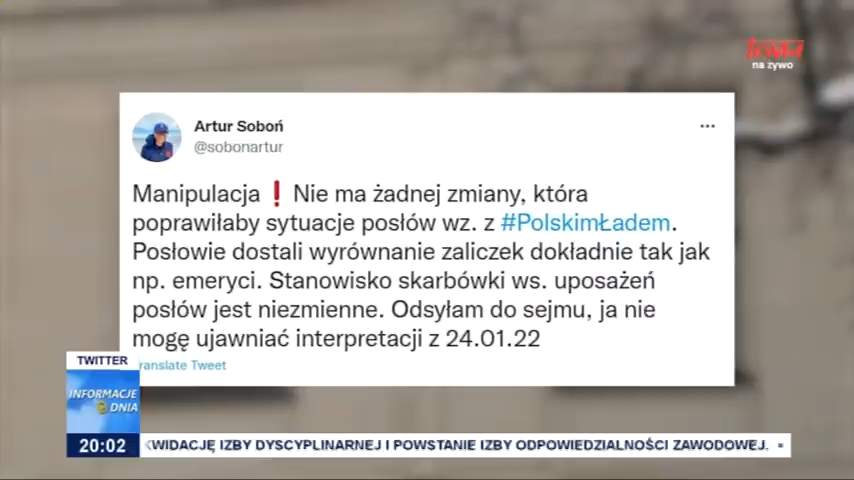 TRWAM
na żywo
Artur Soboń
@sobonartur
Manipulacja❗Nie ma żadnej zmiany, która
poprawiłaby sytuacje posłów wz. z #PolskimŁadem.
Posłowie dostali wyrównanie zaliczek dokładnie tak jak
np. emeryci. Stanowisko skarbówki ws. uposażeń
posłów jest niezmienne. Odsyłam do sejmu, ja nie
mogę ujawniać interpretacji z 24.01.22
ranslate Tweet
TWITTER
INFORMACJE
DNIA
20:02
KWIDACJĘ IZBY DYSCYPLINARNEJ I POWSTANIE IZBY ODPOWIEDZIALNOŚCI ZAWODOWEJ.